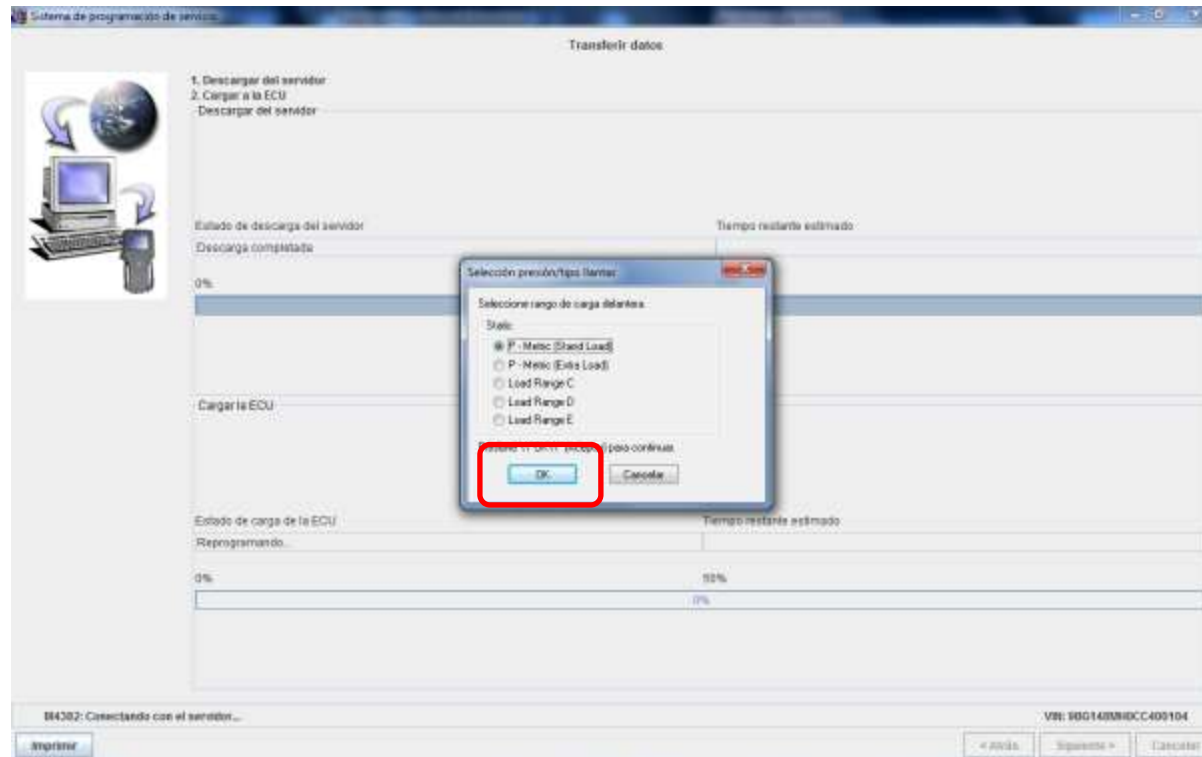 Sistema de programación de servicio
Transferir datos
1. Descargar del servidor
2. Cargar a la ECU
Descargar del servidor
Estado de descarga del servidor
Tiempo restante estimado
Descarga completada
0%
Selección presión/tipo llantas
Seleccione rango de carga delantera.
Static
P - Metric (Stand Load)
P - Metric (Extra Load)
Load Range C
Load Range D
Load Range E
para continuar.
OK
Cancelar
Cargar la ECU
Estado de carga de la ECU
Tiempo restante estimado
Reprogramando...
0%
50%
0%
Conectando con el servidor...
Imprimir
< Atrás
Siguiente >
Cancelar